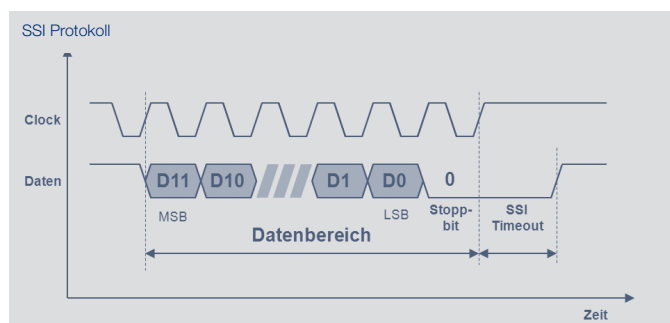 SSI Protokoll
Clock
Daten
D11 D10 D1 D0 0
MSB
LSB
Stopp-
bit
SSI
Timeout
Datenbereich
Zeit